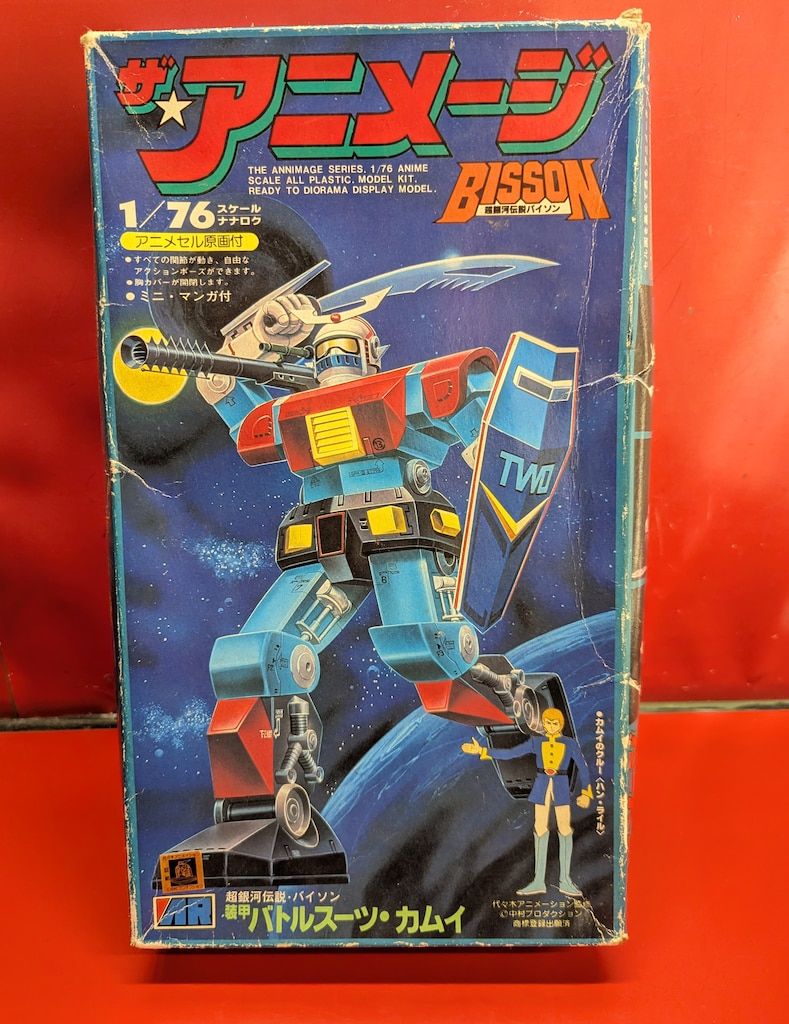 ザ☆アニメージ
THE ANNIMAGE SERIES. 1/76 ANIME
SCALE ALL PLASTIC. MODEL KIT.
READY TO DIORAMA DISPLAY MODEL.
BISSON
超銀河伝説バイソン
1/76 スケール
ナナロク
アニメセル原画付
●すべての関節が動き、自由な
アクションポーズができます。
●胸カバーが開閉します。
●ミニ・マンガ付
TWO
13
●カムイのクルー〈バン・ライル〉
超銀河伝説・バイソン
装甲バトルスーツ・カムイ
AR
代々木アニメーション
©中村プロダクション
商標登録出願済